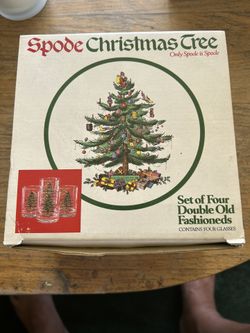 Spode Christmas Tree
Only Spode is Spode
Set of Four
Double Old
Fashioneds
CONTAINS FOUR GLASSES